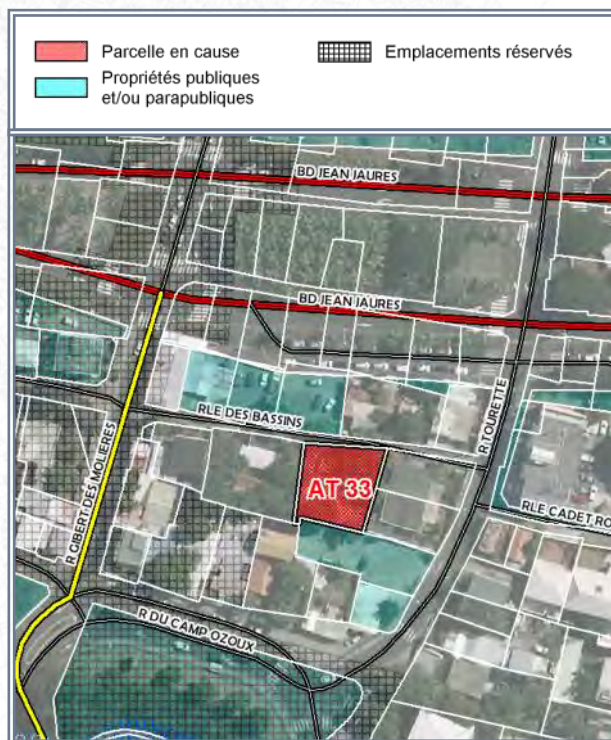 Parcelle en cause
Emplacements réservés
Propriétés publiques
et/ou parapubliques
BD JEAN JAURES
BD JEAN JAURES
RLE DES BASSINS
R TOURETTE
R GIBERT DES MOLIERES
AT 33
RLE CADET RO
R DU CAMP OZOUX